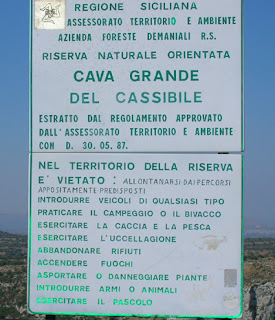 REGIONE SICILIANA
ASSESSORATO TERRITORIO E AMBIENTE
AZIENDA FORESTE DEMANIALI R.S.
RISERVA NATURALE ORIENTATA
CAVA GRANDE
DEL CASSIBILE
ESTRATTO DAL REGOLAMENTO APPROVATO
DALL'ASSESSORATO TERRITORIO E AMBIENTE
CON D. 30.05.87.
NEL TERRITORIO DELLA RISERVA
E' VIETATO: ALLONTANARSI DAI PERCORSI
APPOSITAMENTE PREDISPOSTI
INTRODURRE VEICOLI DI QUALSIASI TIPO
PRATICARE IL CAMPEGGIO O IL BIVACCO
ESERCITARE LA CACCIA E LA PESCA
ESERCITARE L'UCCELLAGIONE
ABBANDONARE RIFIUTI
ACCENDERE FUOCHI
ASPORTARE O DANNEGGIARE PIANTE
INTRODURRE ARMI O ANIMALI
ESERCITARE IL PASCOLO